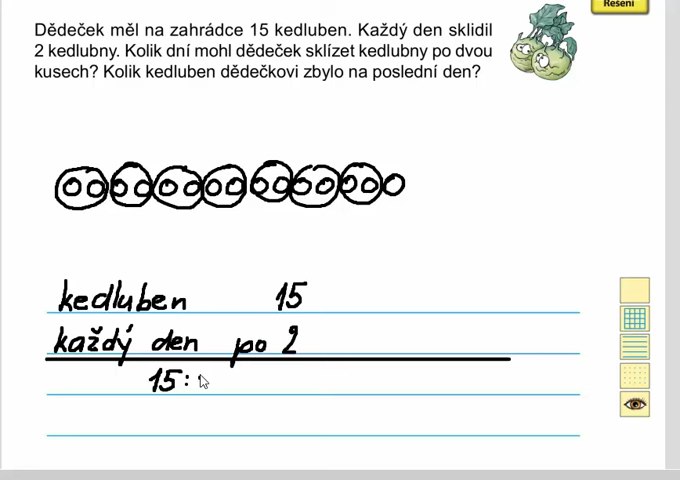 Řešení
Dědeček měl na zahrádce 15 kedluben. Každý den sklidil
2 kedlubny. Kolik dní mohl dědeček sklízet kedlubny po dvou
kusech? Kolik kedluben dědečkovi zbylo na poslední den?
kedluben 15
každý den po 2
15: